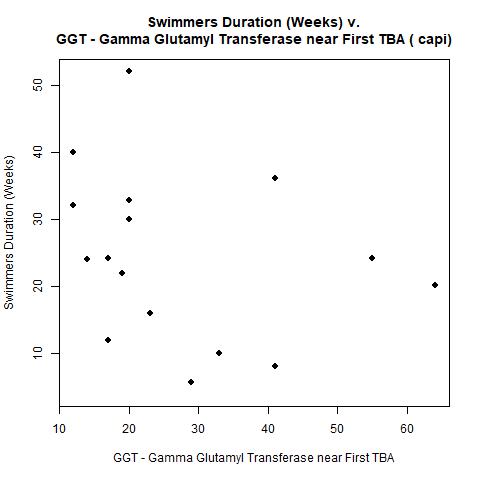 Swimmers Duration (Weeks) v.
GGT - Gamma Glutamyl Transferase near First TBA ( capi)
Swimmers Duration (Weeks)
50
40
30
20
10
10 20 30 40 50 60
GGT - Gamma Glutamyl Transferase near First TBA